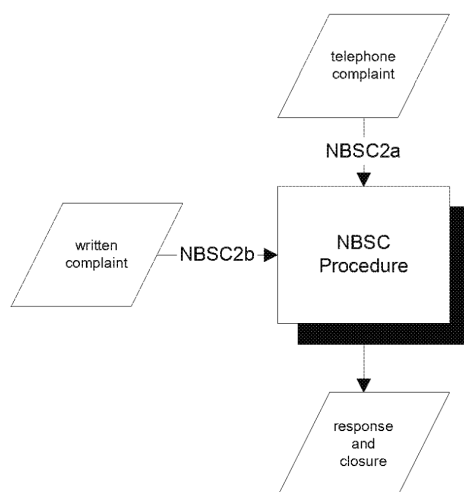 telephone
complaint
NBSC2a
written
complaint
NBSC2b
NBSC
Procedure
response
and
closure